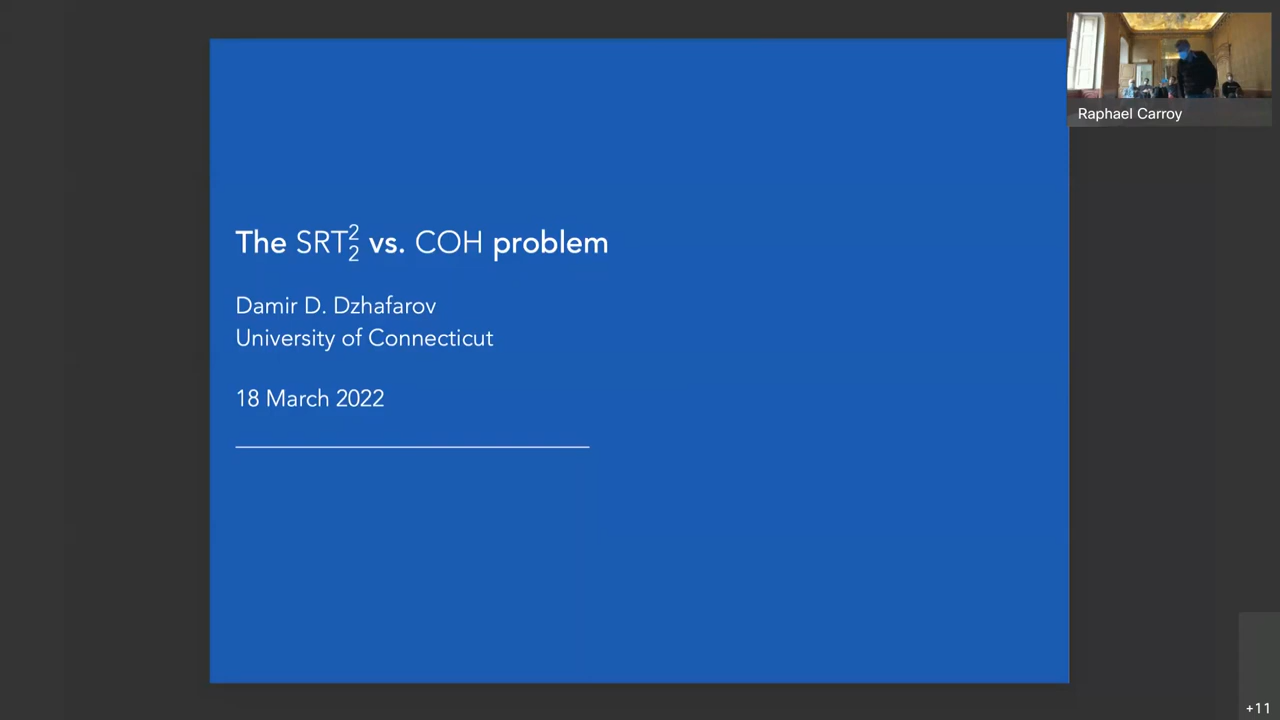 The SRT²₂ vs. COH problem
Damir D. Dzhafarov
University of Connecticut
18 March 2022
Raphael Carroy
+11